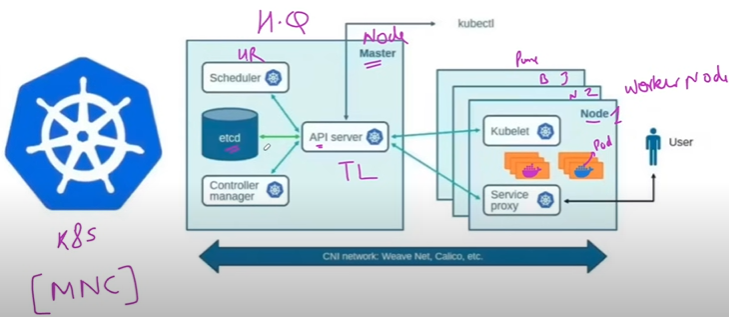 H.Q
kubectl
Node
Master
HR
Scheduler
etcd
API server
TL
Controller
manager
Pune
B 3
N 2
Worker Node
Node 1
Kubelet
Pod
User
Service
proxy
CNI network: Weave Net, Calico, etc.
K8s
[MNC]